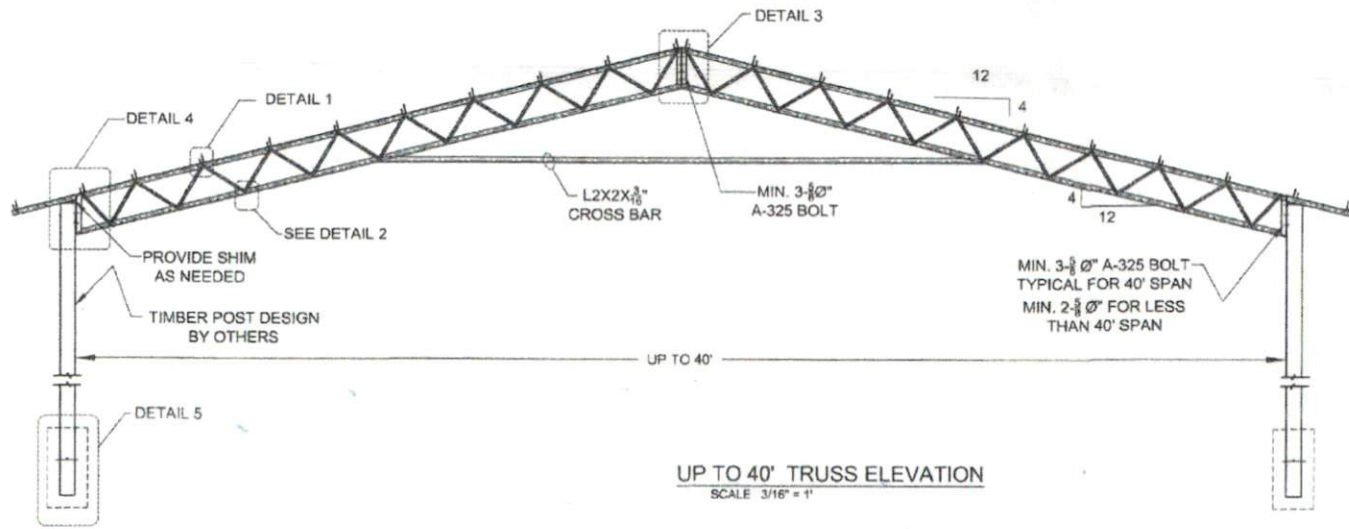 DETAIL 3
12
4
DETAIL 1
DETAIL 4
L2X2X3/16"
CROSS BAR
MIN. 3-5/8Ø"
A-325 BOLT
4
12
SEE DETAIL 2
PROVIDE SHIM
AS NEEDED
MIN. 3-5/8 Ø" A-325 BOLT
TYPICAL FOR 40' SPAN
MIN. 2-5/8 Ø" FOR LESS
THAN 40' SPAN
TIMBER POST DESIGN
BY OTHERS
UP TO 40'
DETAIL 5
UP TO 40' TRUSS ELEVATION
SCALE 3/16" = 1'